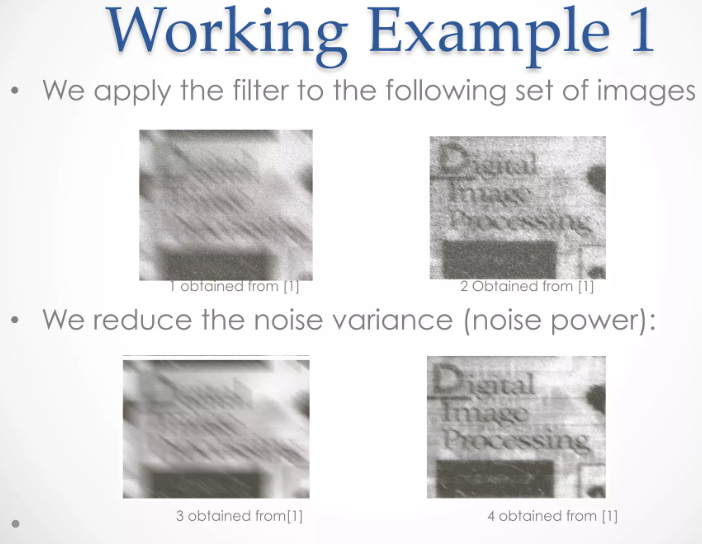 Working Example 1
• We apply the filter to the following set of images
Digital
Image
Processing
1 obtained from [1]
2 Obtained from [1]
• We reduce the noise variance (noise power):
Digital
Image
Processing
3 obtained from[1]
4 obtained from [1]
•